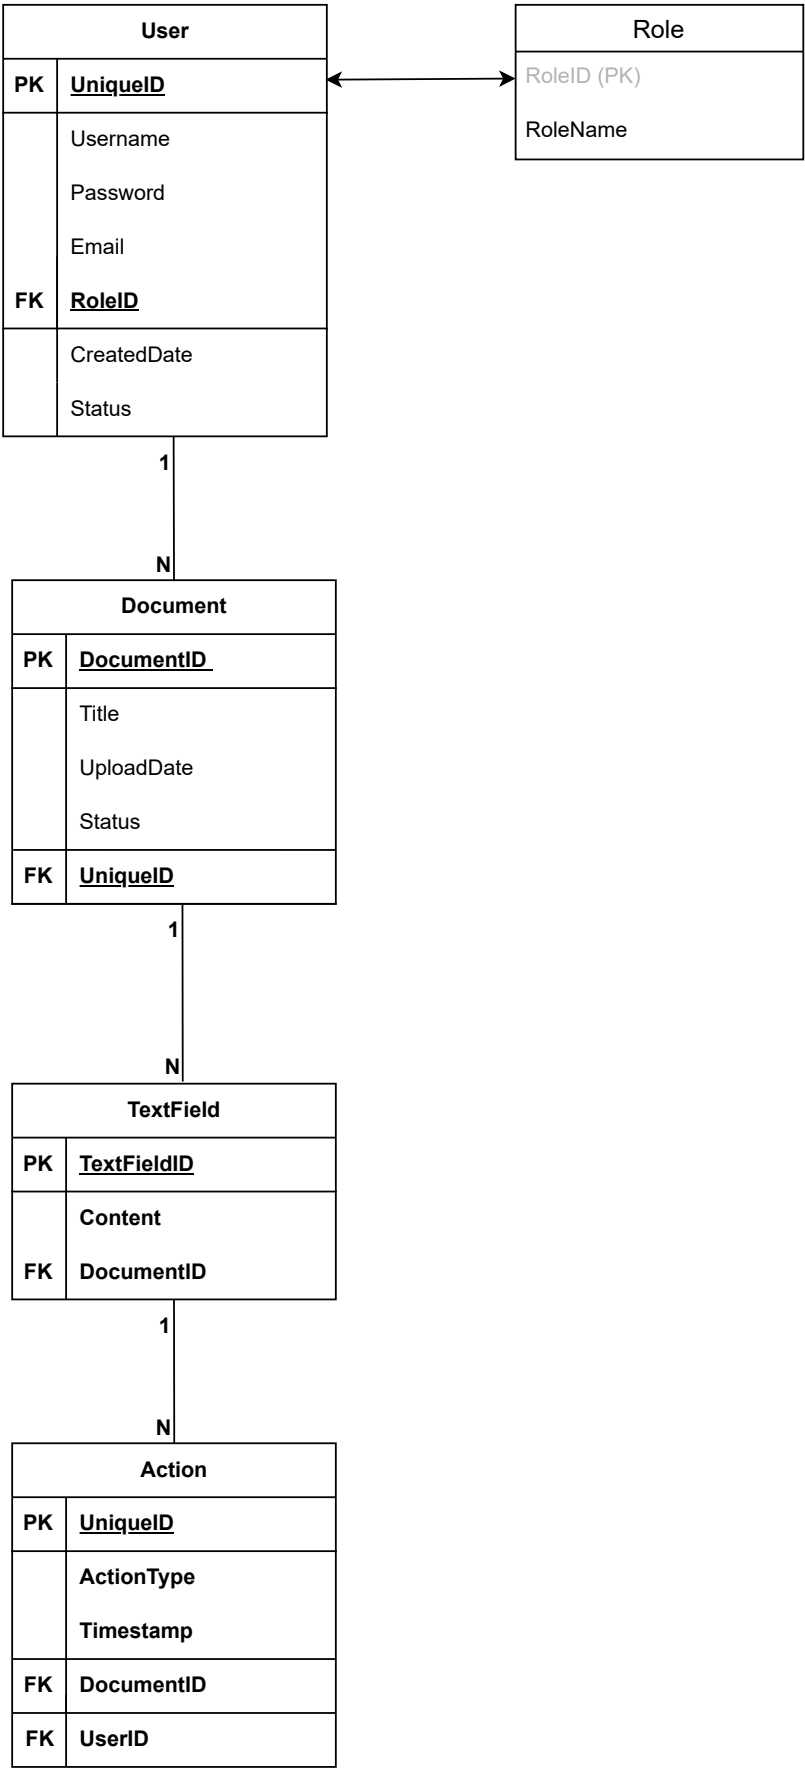 User
Role
PK UniqueID
RoleID (PK)
Username
RoleName
Password
Email
FK RoleID
CreatedDate
Status
1
N
Document
PK DocumentID
Title
UploadDate
Status
FK UniqueID
1
N
TextField
PK TextFieldID
Content
FK DocumentID
1
N
Action
PK UniqueID
ActionType
Timestamp
FK DocumentID
FK UserID